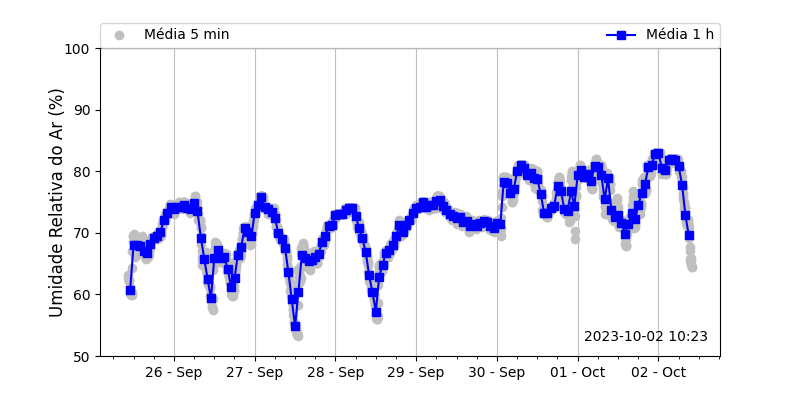 Média 5 min
Média 1 h
Umidade Relativa do Ar (%)
100
90
80
70
60
50
2023-10-02 10:23
26 - Sep
27 - Sep
28 - Sep
29 - Sep
30 - Sep
01 - Oct
02 - Oct